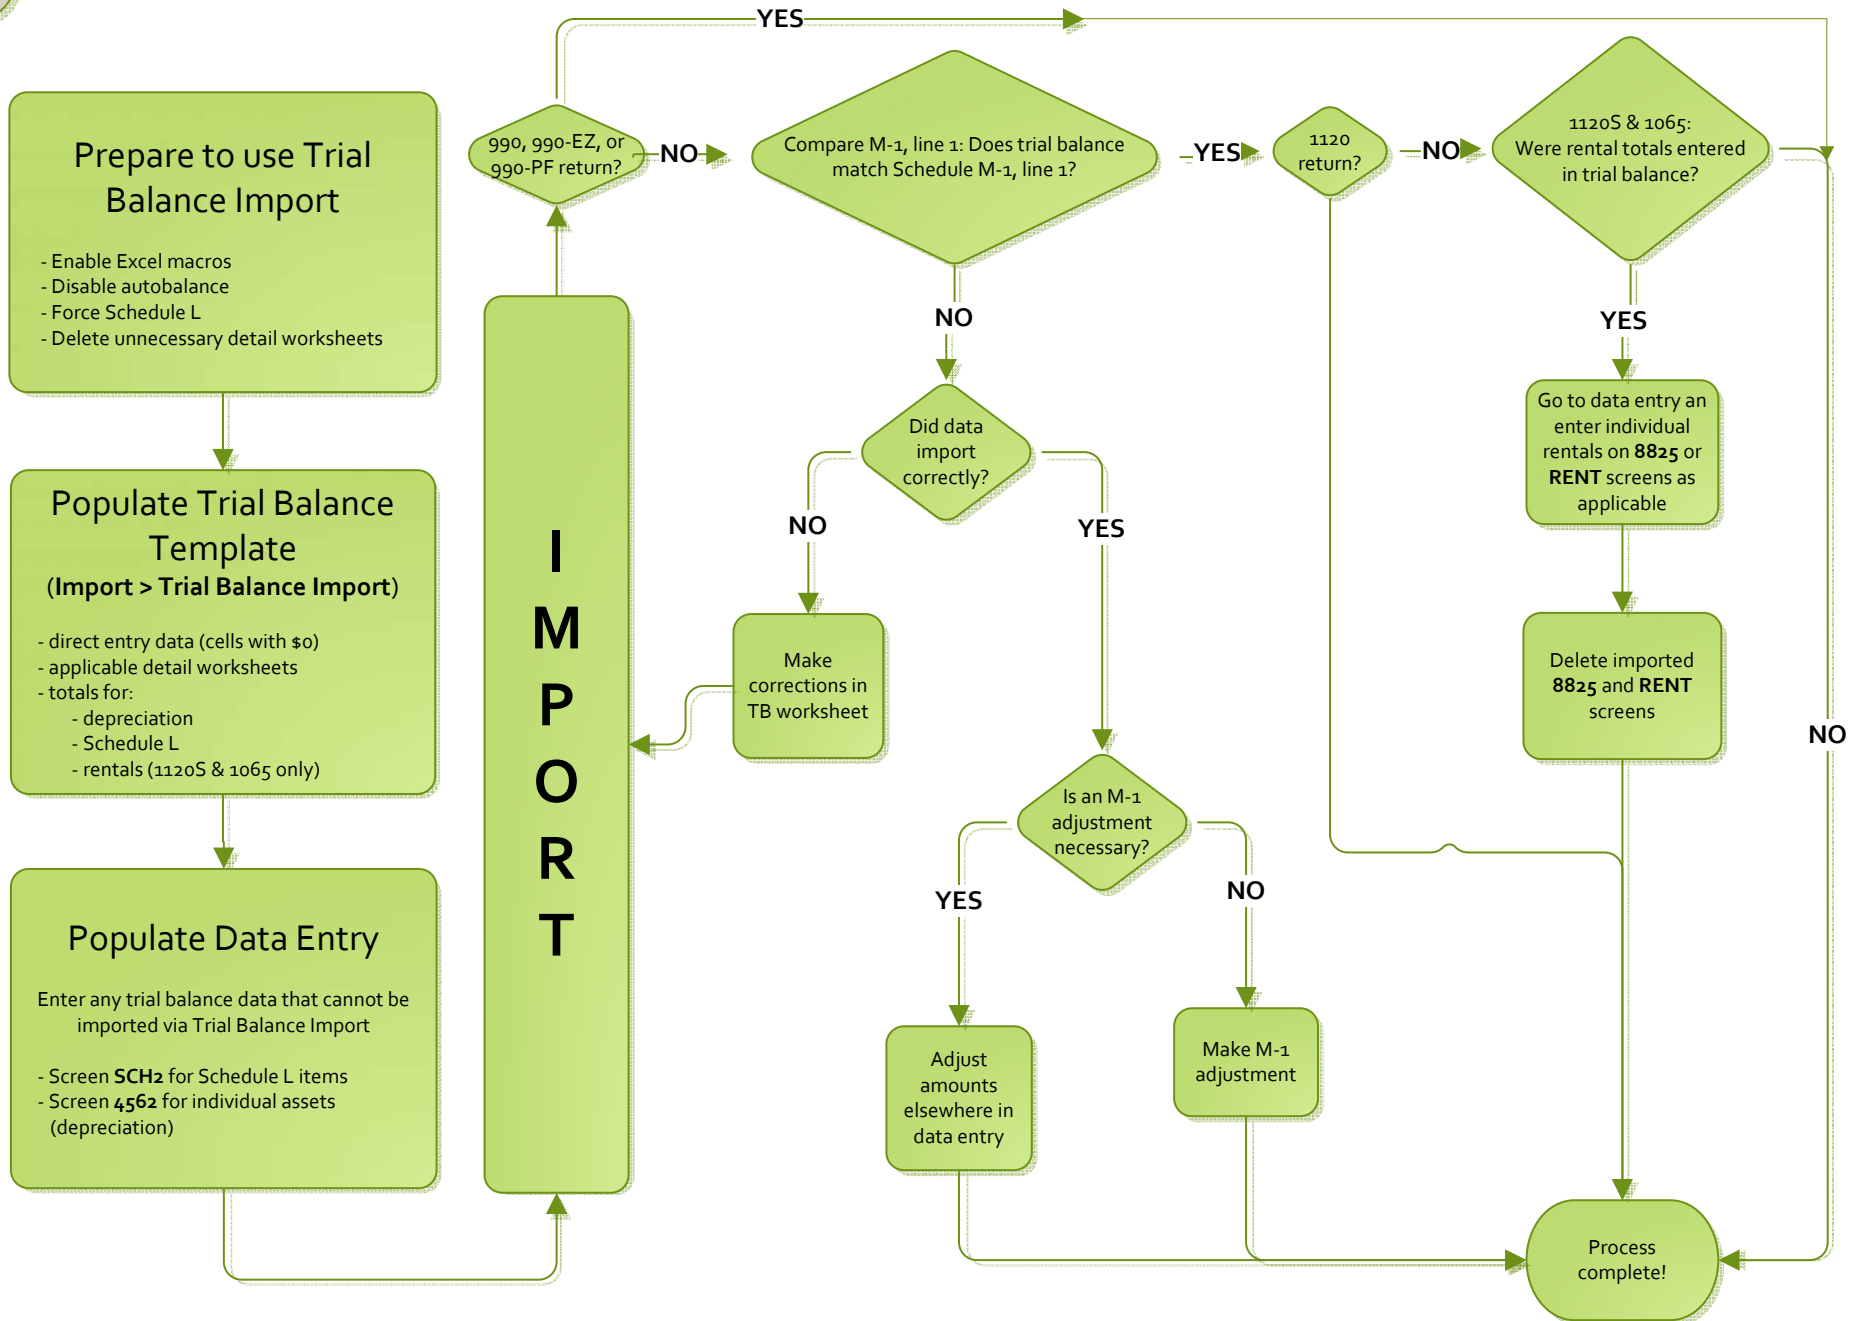 Prepare to use Trial
Balance Import
- Enable Excel macros
- Disable autobalance
- Force Schedule L
- Delete unnecessary detail worksheets
Populate Trial Balance
Template
(Import > Trial Balance Import)
- direct entry data (cells with $0)
- applicable detail worksheets
- totals for:
- depreciation
- Schedule L
- rentals (1120S & 1065 only)
Populate Data Entry
Enter any trial balance data that cannot be
imported via Trial Balance Import
- Screen SCH2 for Schedule L items
- Screen 4562 for individual assets
(depreciation)
I
M
P
O
R
T
990, 990-EZ, or
990-PF return?
YES
NO
Compare M-1, line 1: Does trial balance
match Schedule M-1, line 1?
YES
NO
1120
return?
NO
1120S & 1065:
Were rental totals entered
in trial balance?
YES
NO
Go to data entry an
enter individual
rentals on 8825 or
RENT screens as
applicable
Delete imported
8825 and RENT
screens
Did data
import
correctly?
NO
YES
Make
corrections in
TB worksheet
Is an M-1
adjustment
necessary?
YES
NO
Adjust
amounts
elsewhere in
data entry
Make M-1
adjustment
Process
complete!